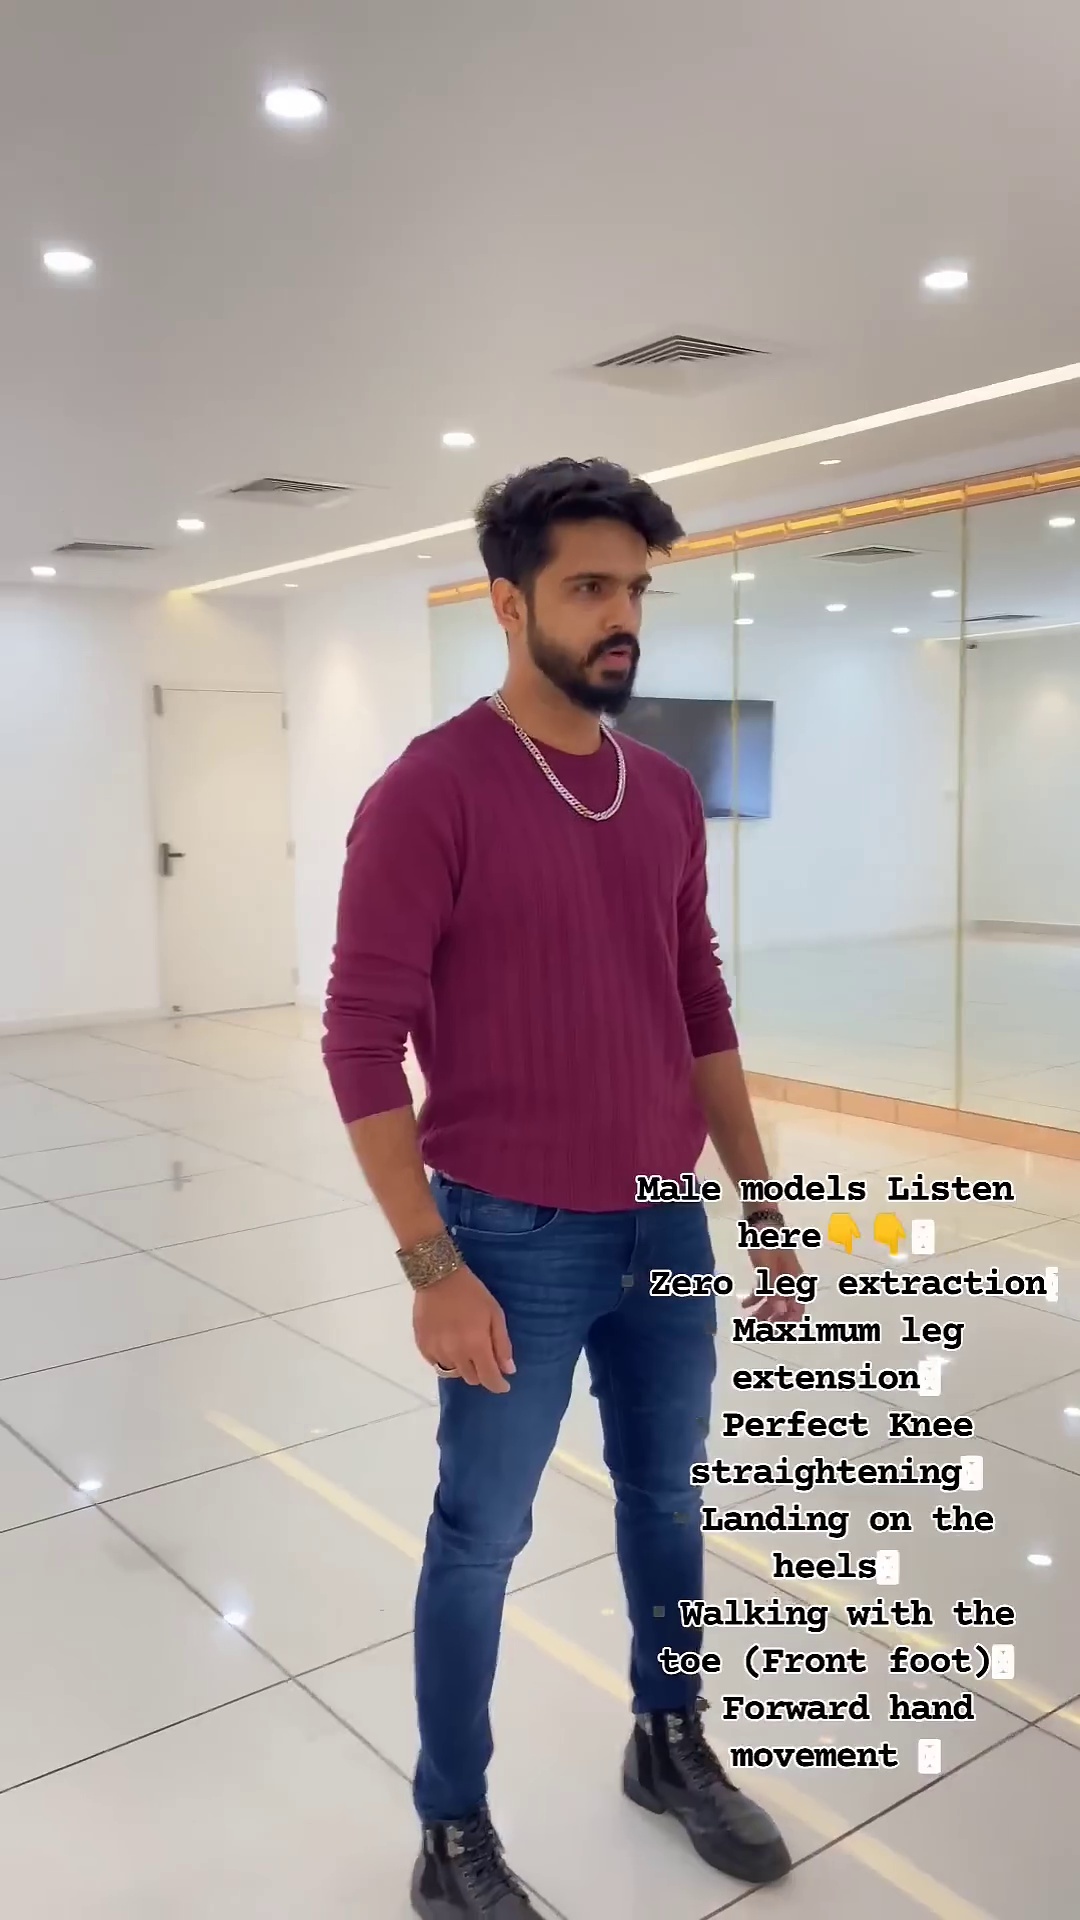 Male models Listen
here👇👇
Zero leg extraction
Maximum leg
extension
Perfect Knee
straightening
Landing on the
heels
Walking with the
toe (Front foot)
Forward hand
movement